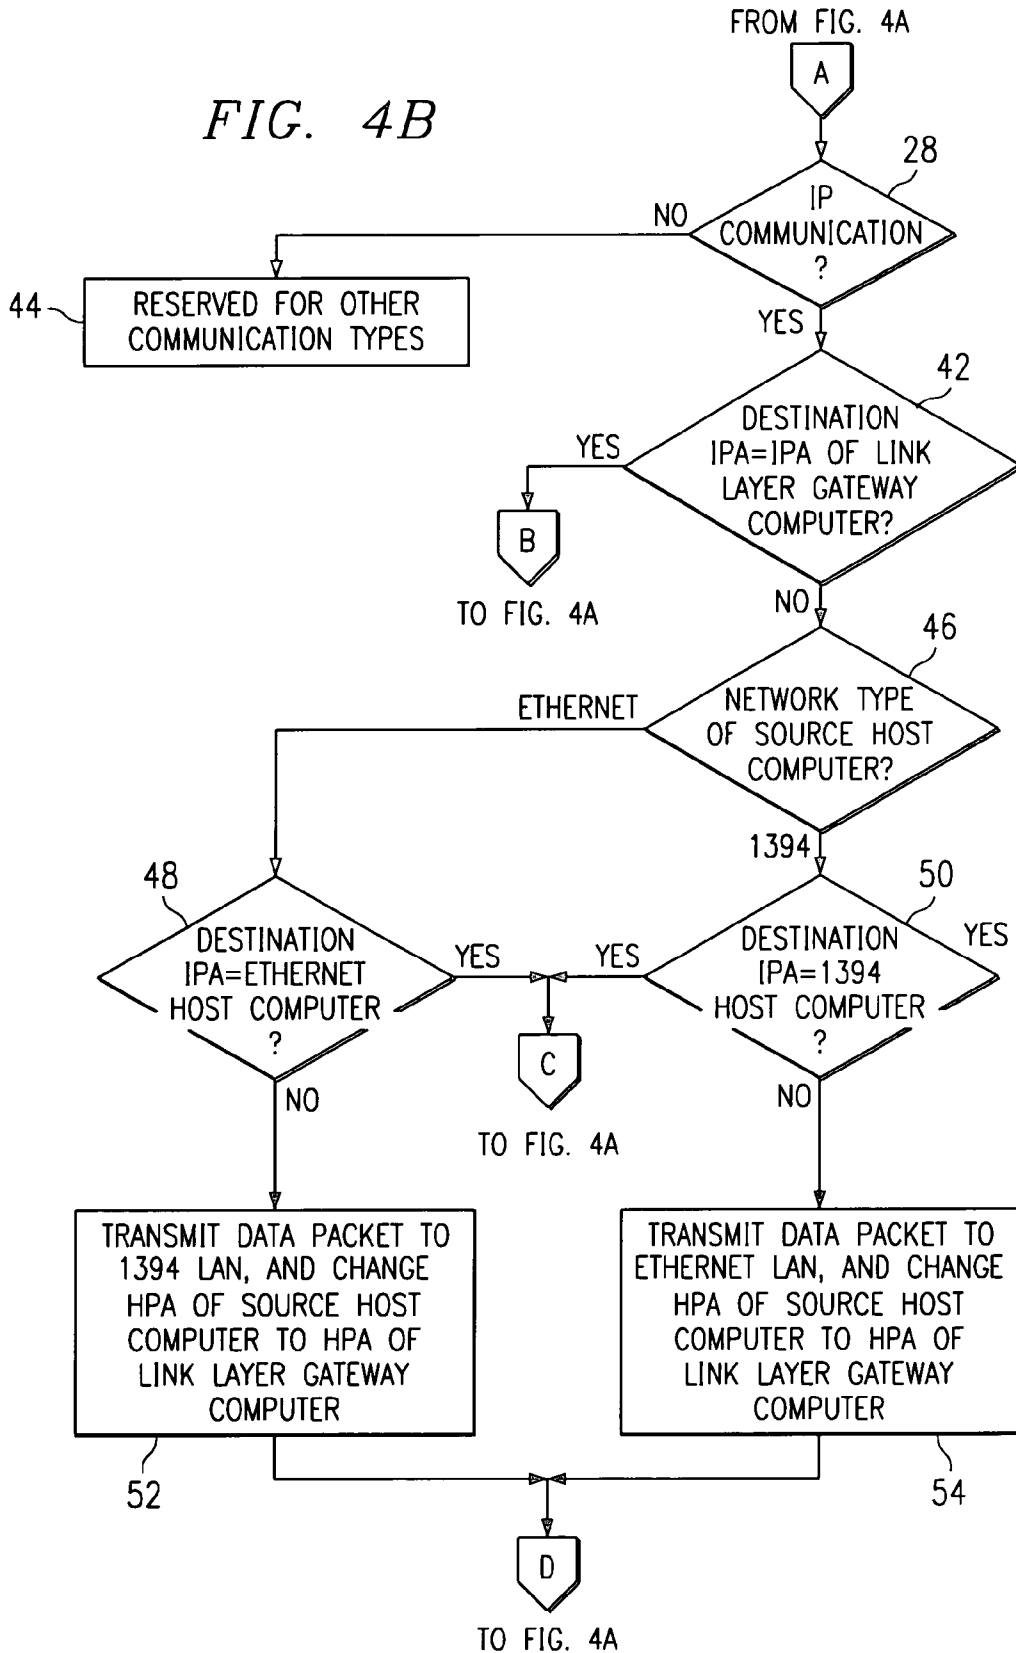 FROM FIG. 4A
A
FIG. 4B
28
IP
COMMUNICATION
?
NO
44
RESERVED FOR OTHER
COMMUNICATION TYPES
YES
42
DESTINATION
IPA=IPA OF LINK
LAYER GATEWAY
COMPUTER?
YES
B
TO FIG. 4A
NO
46
NETWORK TYPE
OF SOURCE HOST
COMPUTER?
ETHERNET
1394
48
DESTINATION
IPA=ETHERNET
HOST COMPUTER
?
YES
50
DESTINATION
IPA=1394
HOST COMPUTER
?
YES
YES
C
TO FIG. 4A
NO
NO
TRANSMIT DATA PACKET TO
1394 LAN, AND CHANGE
HPA OF SOURCE HOST
COMPUTER TO HPA OF
LINK LAYER GATEWAY
COMPUTER
52
TRANSMIT DATA PACKET TO
ETHERNET LAN, AND CHANGE
HPA OF SOURCE HOST
COMPUTER TO HPA OF
LINK LAYER GATEWAY
COMPUTER
54
D
TO FIG. 4A